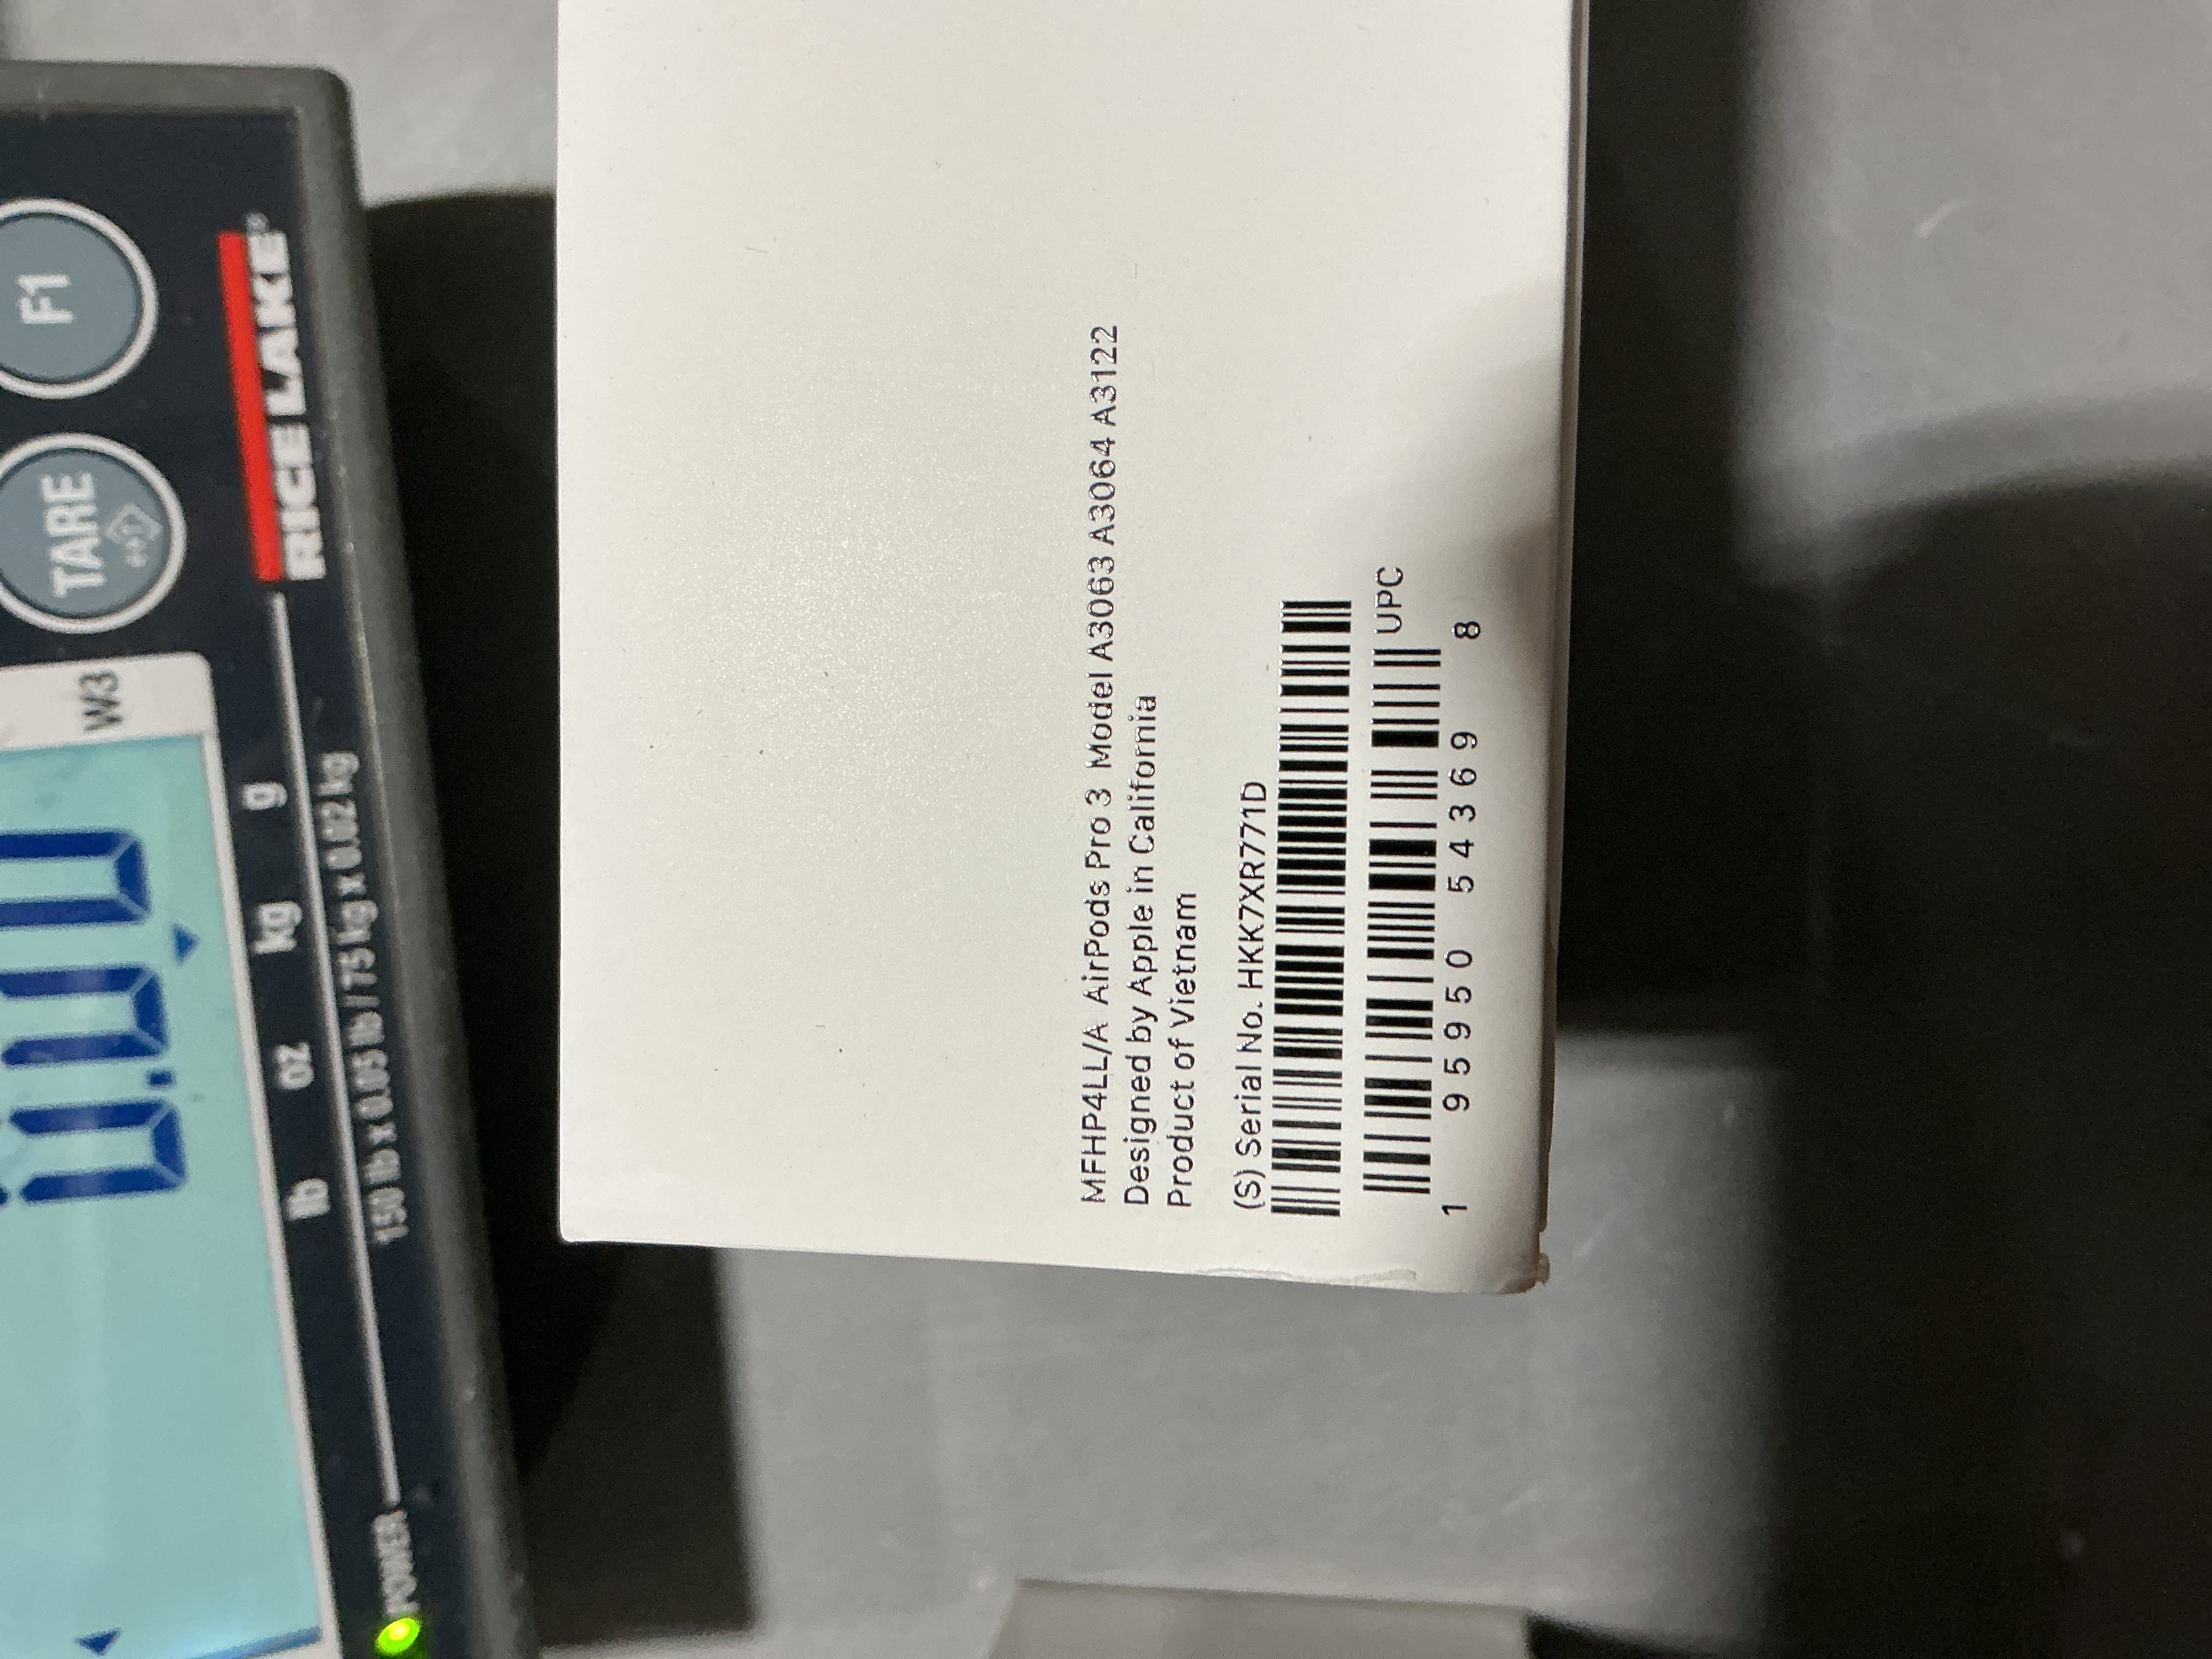 F1
TARE
RICE LAKE
W3
0.00
lb oz kg g
150 lb x 0.05 lb / 75 kg x 0.02 kg
POWER
MFHP4LL/A AirPods Pro 3 Model A3063 A3064 A3122
Designed by Apple in California
Product of Vietnam
(S) Serial No. HKK7XR771D
UPC
1 95950 54369 8